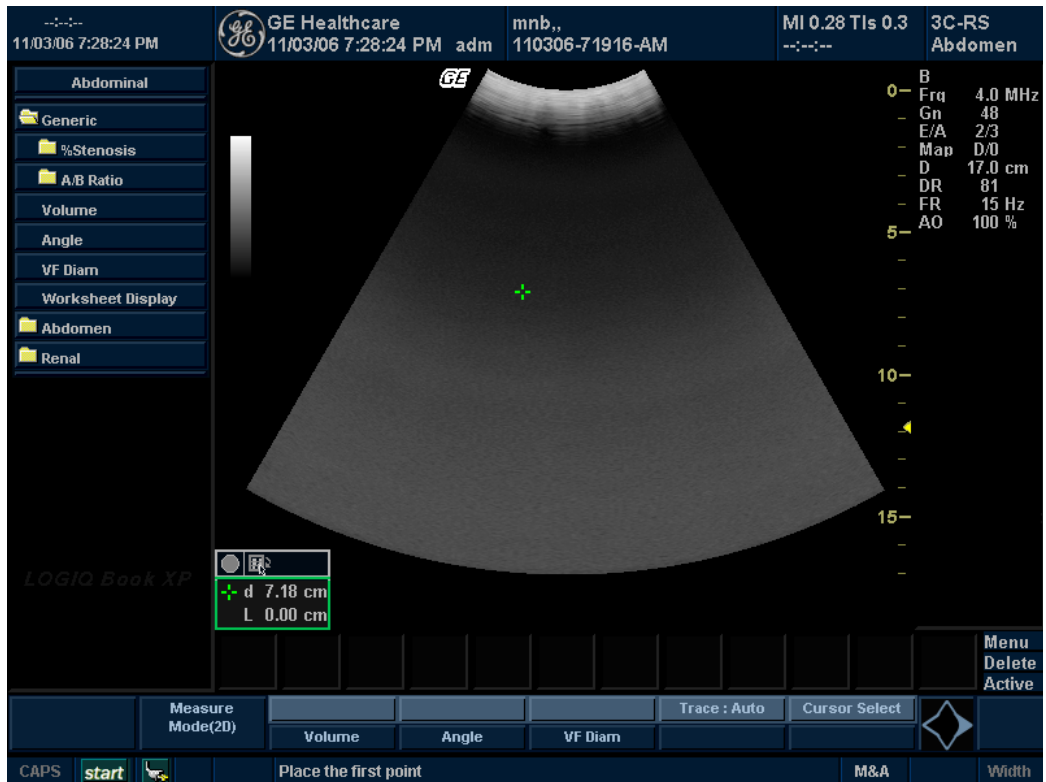 --:--:--
11/03/06 7:28:24 PM
GE Healthcare
11/03/06 7:28:24 PM adm
mnb,,
110306-71916-AM
MI 0.28 TIs 0.3
--:--:--
3C-RS
Abdomen
Abdominal
Generic
%Stenosis
A/B Ratio
Volume
Angle
VF Diam
Worksheet Display
Abdomen
Renal
GE
0
5
10
15
B
Frq 4.0 MHz
Gn 48
E/A 2/3
Map D/0
D 17.0 cm
DR 81
FR 15 Hz
AO 100 %
LOGIQ Book XP
d 7.18 cm
L 0.00 cm
Menu
Delete
Active
Measure
Mode(2D)
Trace : Auto
Cursor Select
Volume
Angle
VF Diam
CAPS
start
Place the first point
M&A
Width